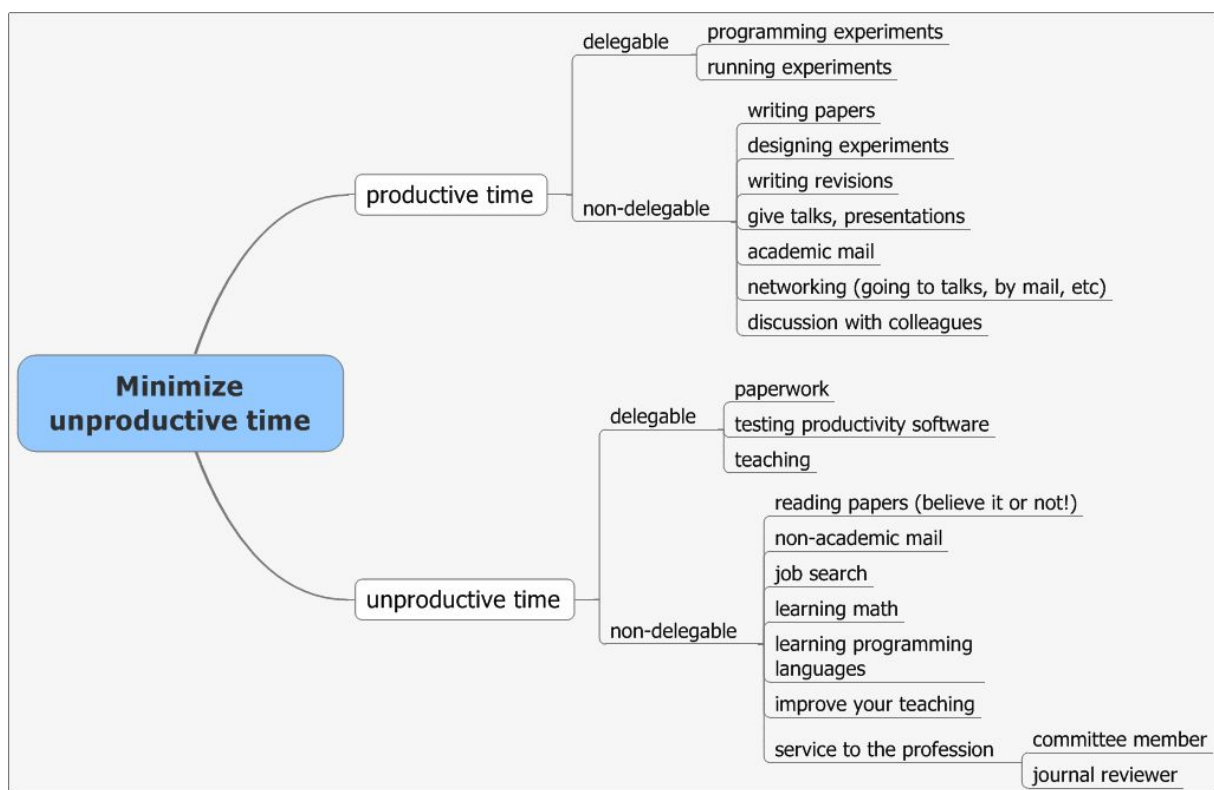 Minimize
unproductive time
productive time
delegable
programming experiments
running experiments
non-delegable
writing papers
designing experiments
writing revisions
give talks, presentations
academic mail
networking (going to talks, by mail, etc)
discussion with colleagues
unproductive time
delegable
paperwork
testing productivity software
teaching
non-delegable
reading papers (believe it or not!)
non-academic mail
job search
learning math
learning programming
languages
improve your teaching
service to the profession
committee member
journal reviewer